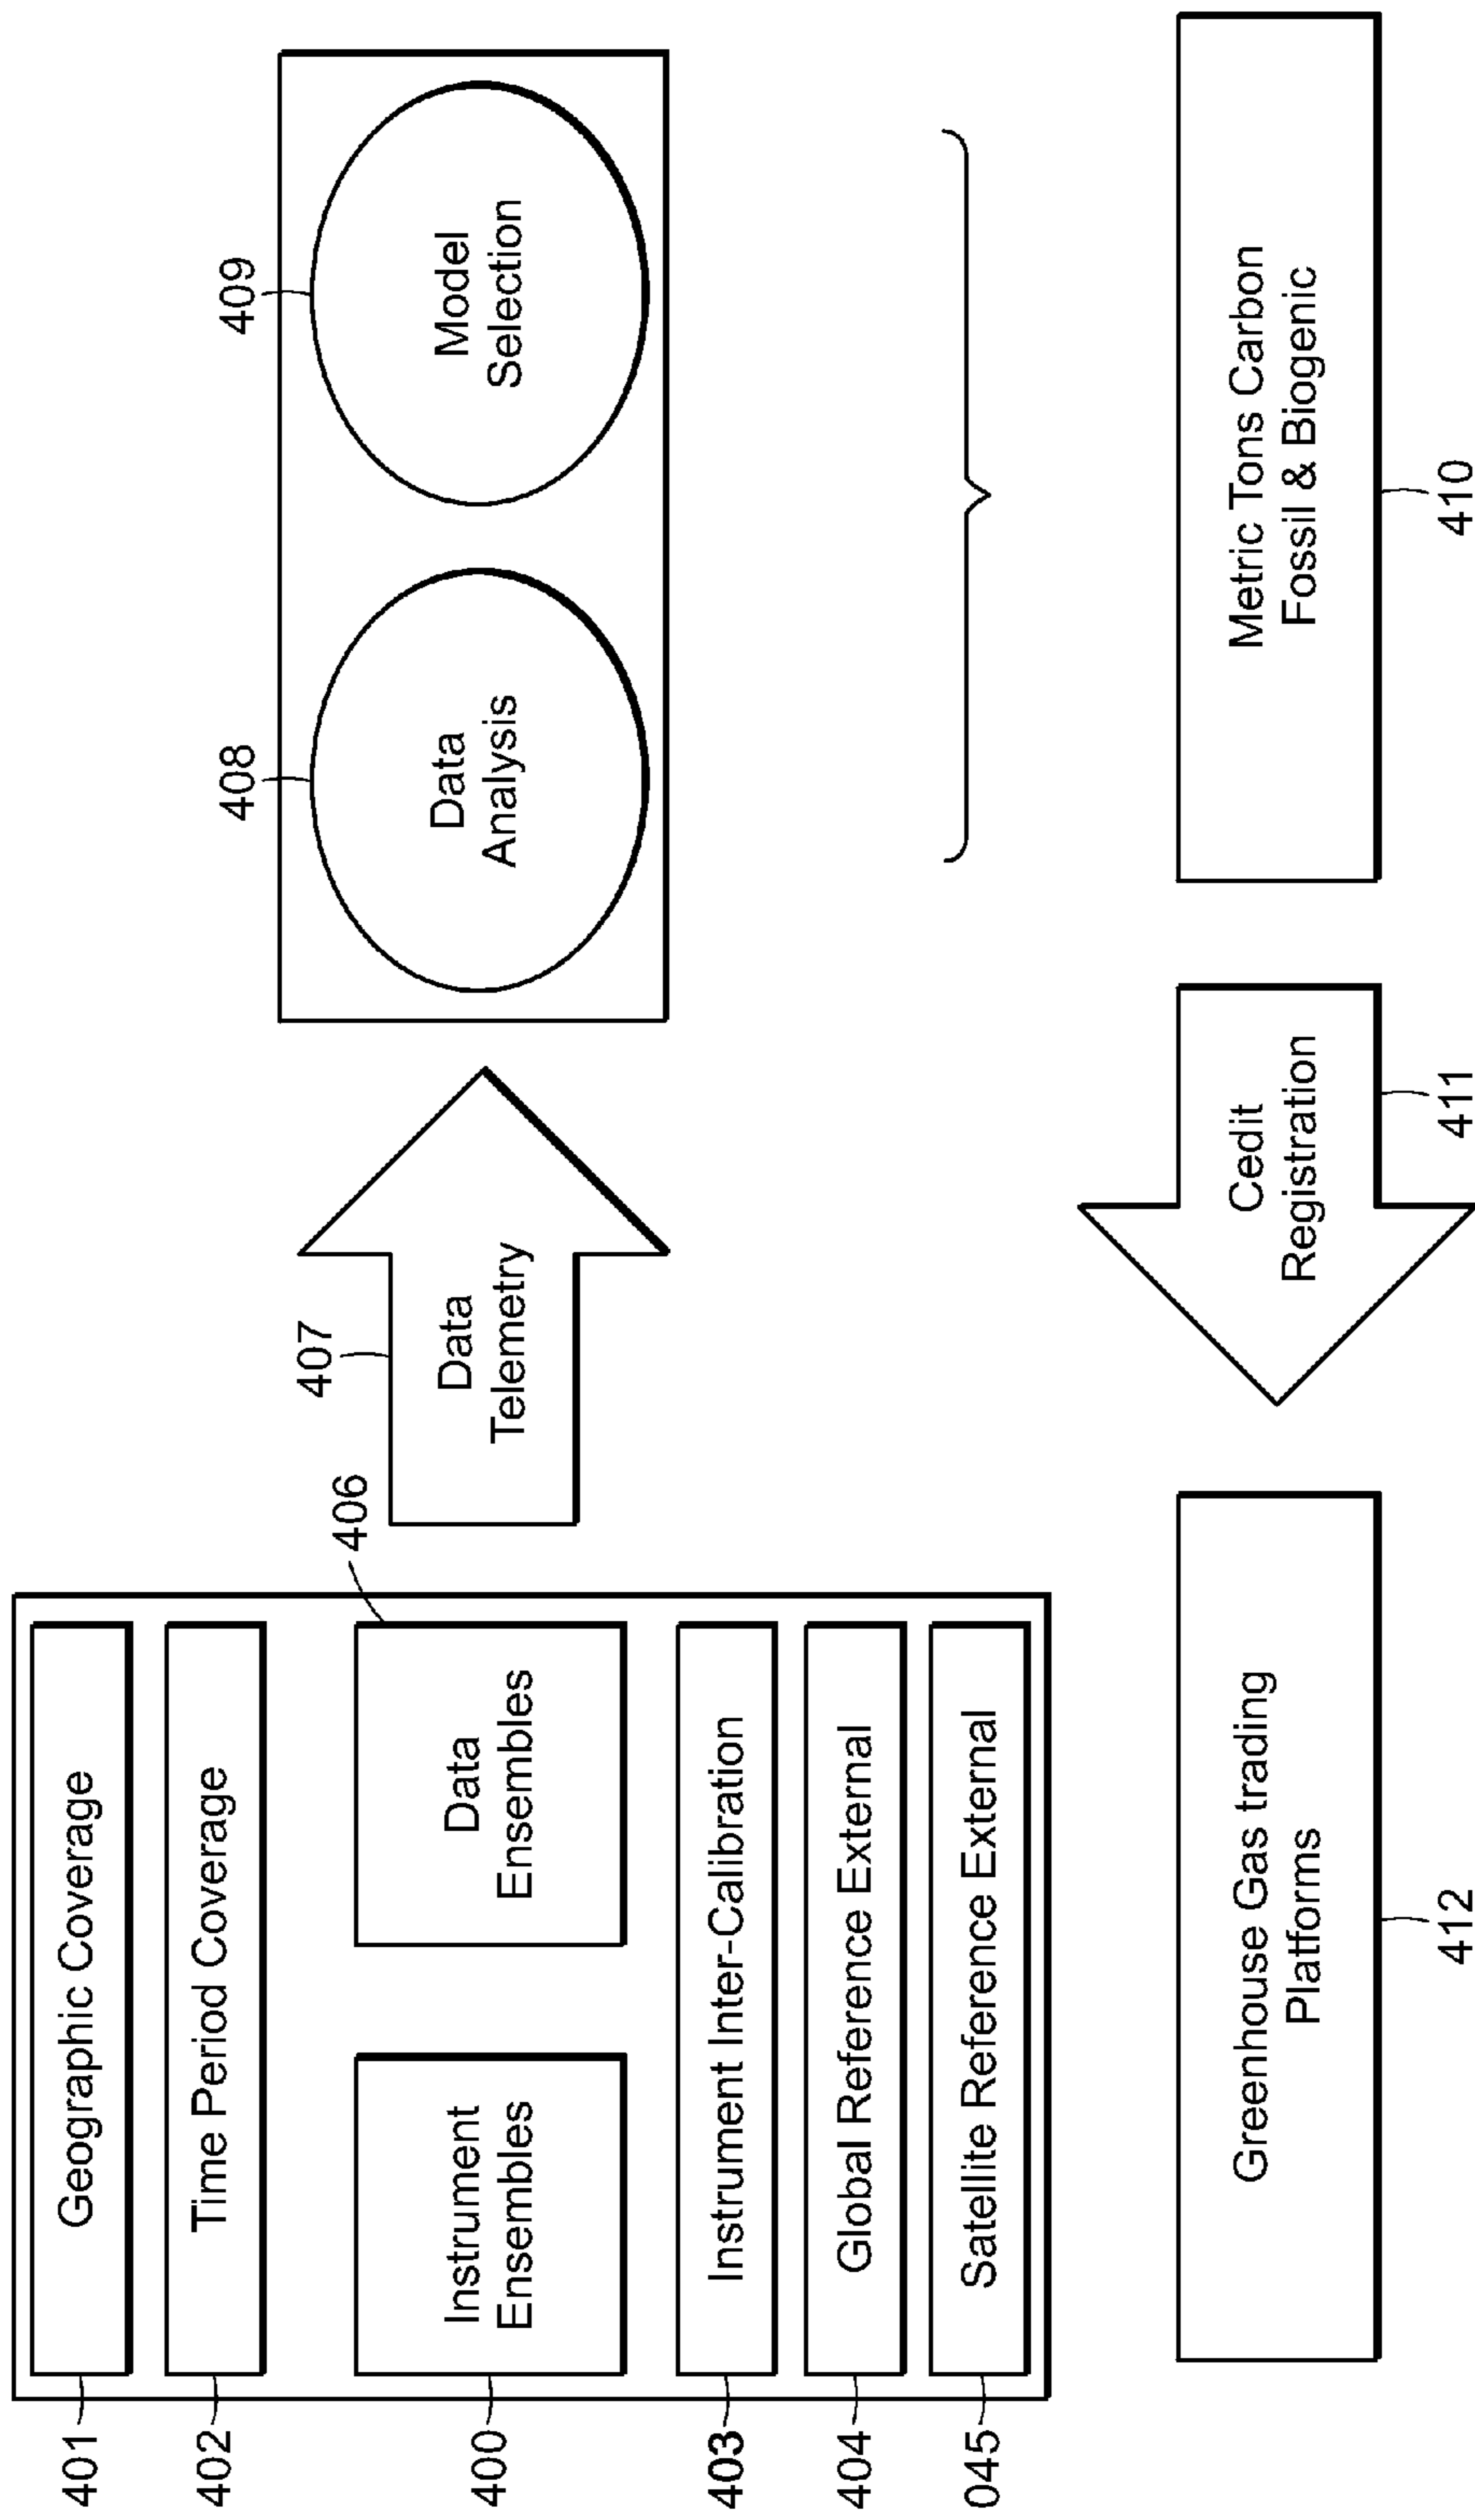 401
Geographic Coverage
402
Time Period Coverage
400
Instrument
Ensembles
Data
Ensembles
406
403
Instrument Inter-Calibration
404
Global Reference External
045
Satellite Reference External
407
Data
Telemetry
408
Data
Analysis
409
Model
Selection
Metric Tons Carbon
Fossil & Biogenic
410
Cedit
Registration
411
Greenhouse Gas trading
Platforms
412